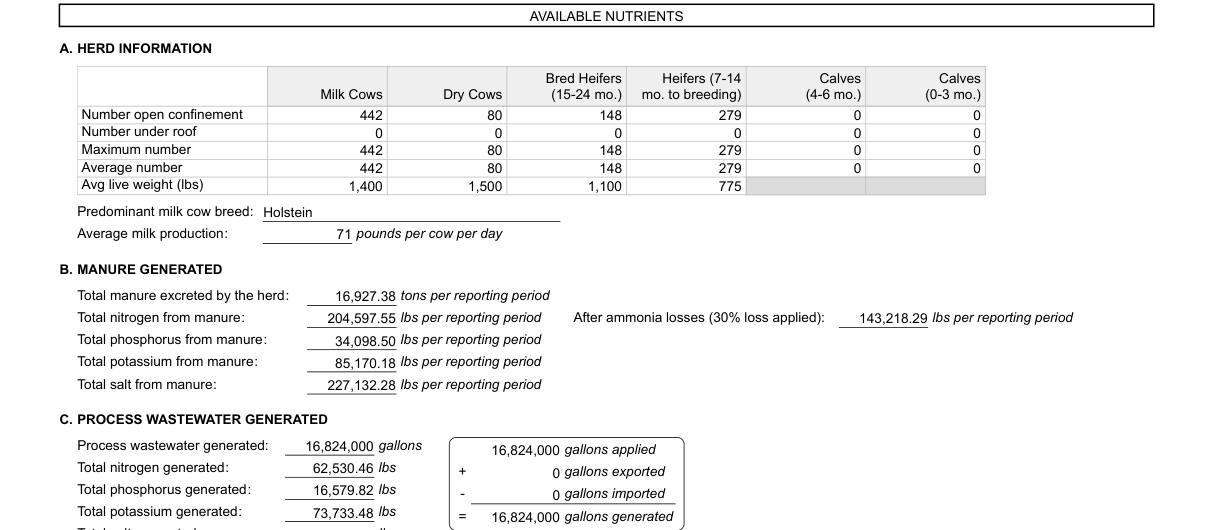 AVAILABLE NUTRIENTS
A. HERD INFORMATION
Milk Cows Dry Cows Bred Heifers (15-24 mo.) Heifers (7-14 mo. to breeding) Calves (4-6 mo.) Calves (0-3 mo.)
Number open confinement 442 80 148 279 0 0
Number under roof 0 0 0 0 0 0
Maximum number 442 80 148 279 0 0
Average number 442 80 148 279 0 0
Avg live weight (lbs) 1,400 1,500 1,100 775
Predominant milk cow breed: Holstein
Average milk production: 71 pounds per cow per day
B. MANURE GENERATED
Total manure excreted by the herd: 16,927.38 tons per reporting period
Total nitrogen from manure: 204,597.55 lbs per reporting period After ammonia losses (30% loss applied): 143,218.29 lbs per reporting period
Total phosphorus from manure: 34,098.50 lbs per reporting period
Total potassium from manure: 85,170.18 lbs per reporting period
Total salt from manure: 227,132.28 lbs per reporting period
C. PROCESS WASTEWATER GENERATED
Process wastewater generated: 16,824,000 gallons
Total nitrogen generated: 62,530.46 lbs
Total phosphorus generated: 16,579.82 lbs
Total potassium generated: 73,733.48 lbs
16,824,000 gallons applied
+ 0 gallons exported
- 0 gallons imported
= 16,824,000 gallons generated